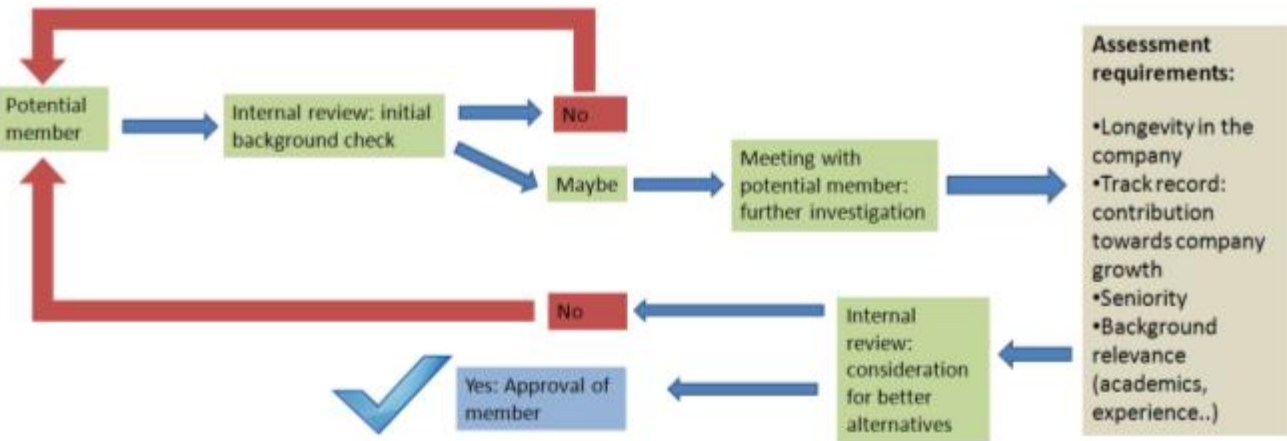 Potential
member
Internal review: initial
background check
No
Maybe
Meeting with
potential member:
further investigation
Assessment
requirements:
•Longevity in the
company
•Track record:
contribution
towards company
growth
•Seniority
•Background
relevance
(academics,
experience..)
Internal
review:
consideration
for better
alternatives
No
Yes: Approval of
member